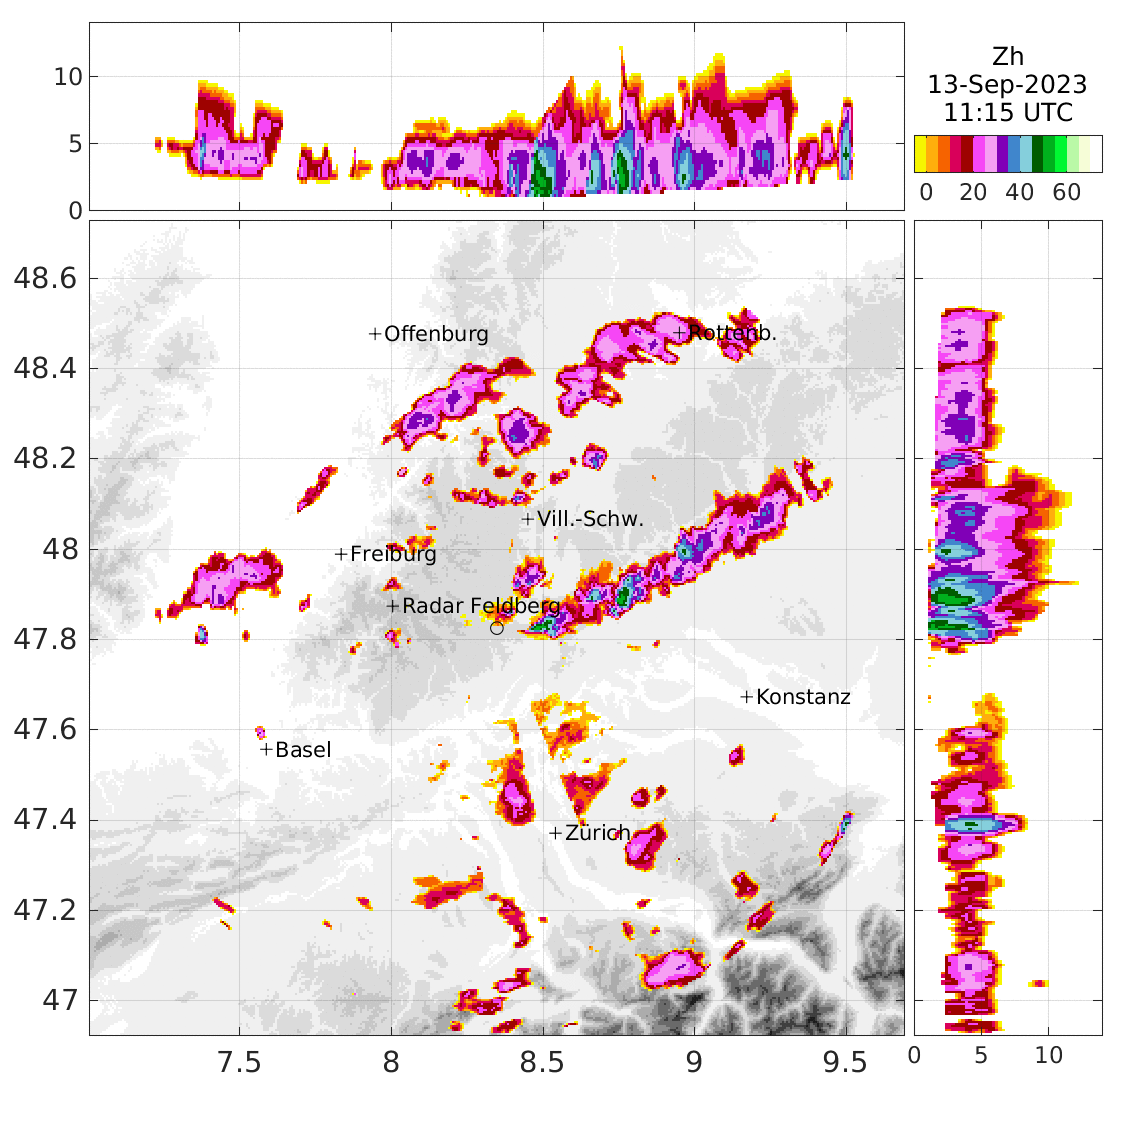 Zh
13-Sep-2023
11:15 UTC
0 20 40 60
10
5
0
48.6
48.4
48.2
48
47.8
47.6
47.4
47.2
47
Offenburg
Rottenb.
Vill.-Schw.
Freiburg
Radar Feldberg
Konstanz
Basel
Zürich
7.5 8 8.5 9 9.5
0 5 10